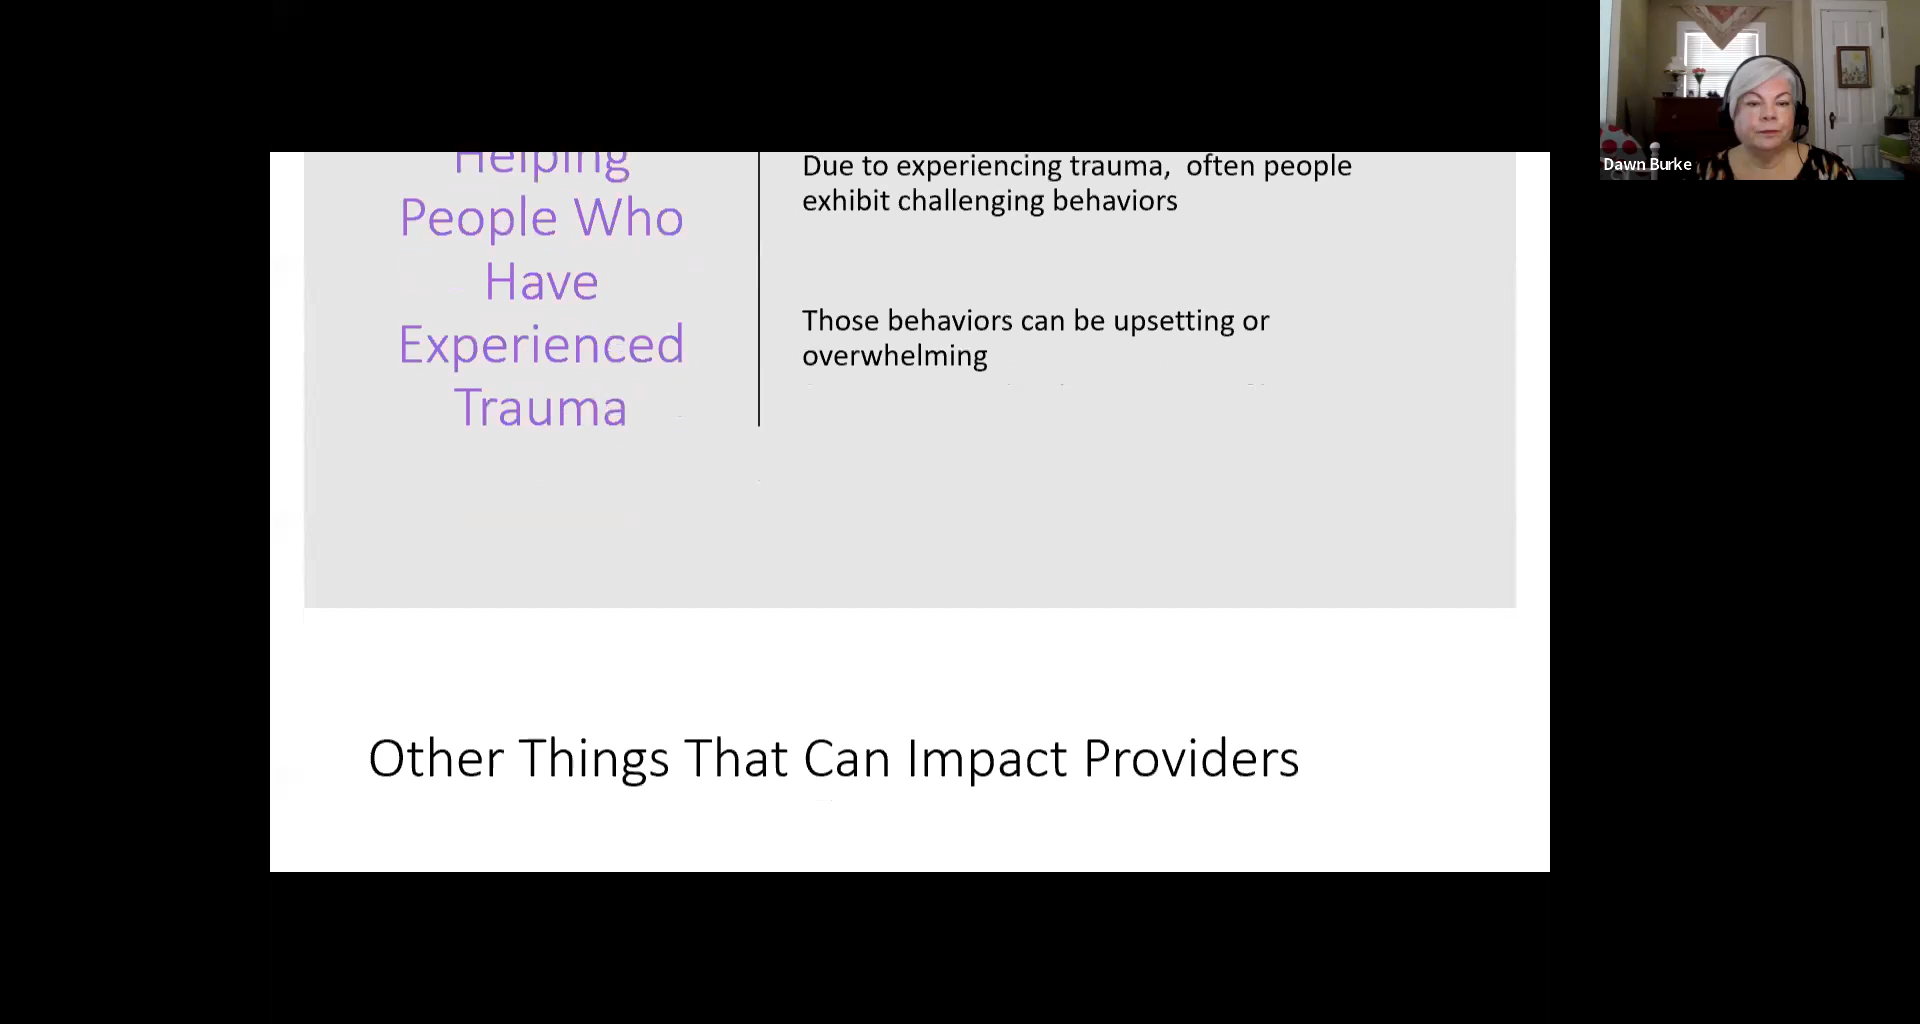 Helping
People Who
Have
Experienced
Trauma
Due to experiencing trauma,  often people
exhibit challenging behaviors
Those behaviors can be upsetting or
overwhelming
Other Things That Can Impact Providers
Dawn Burke